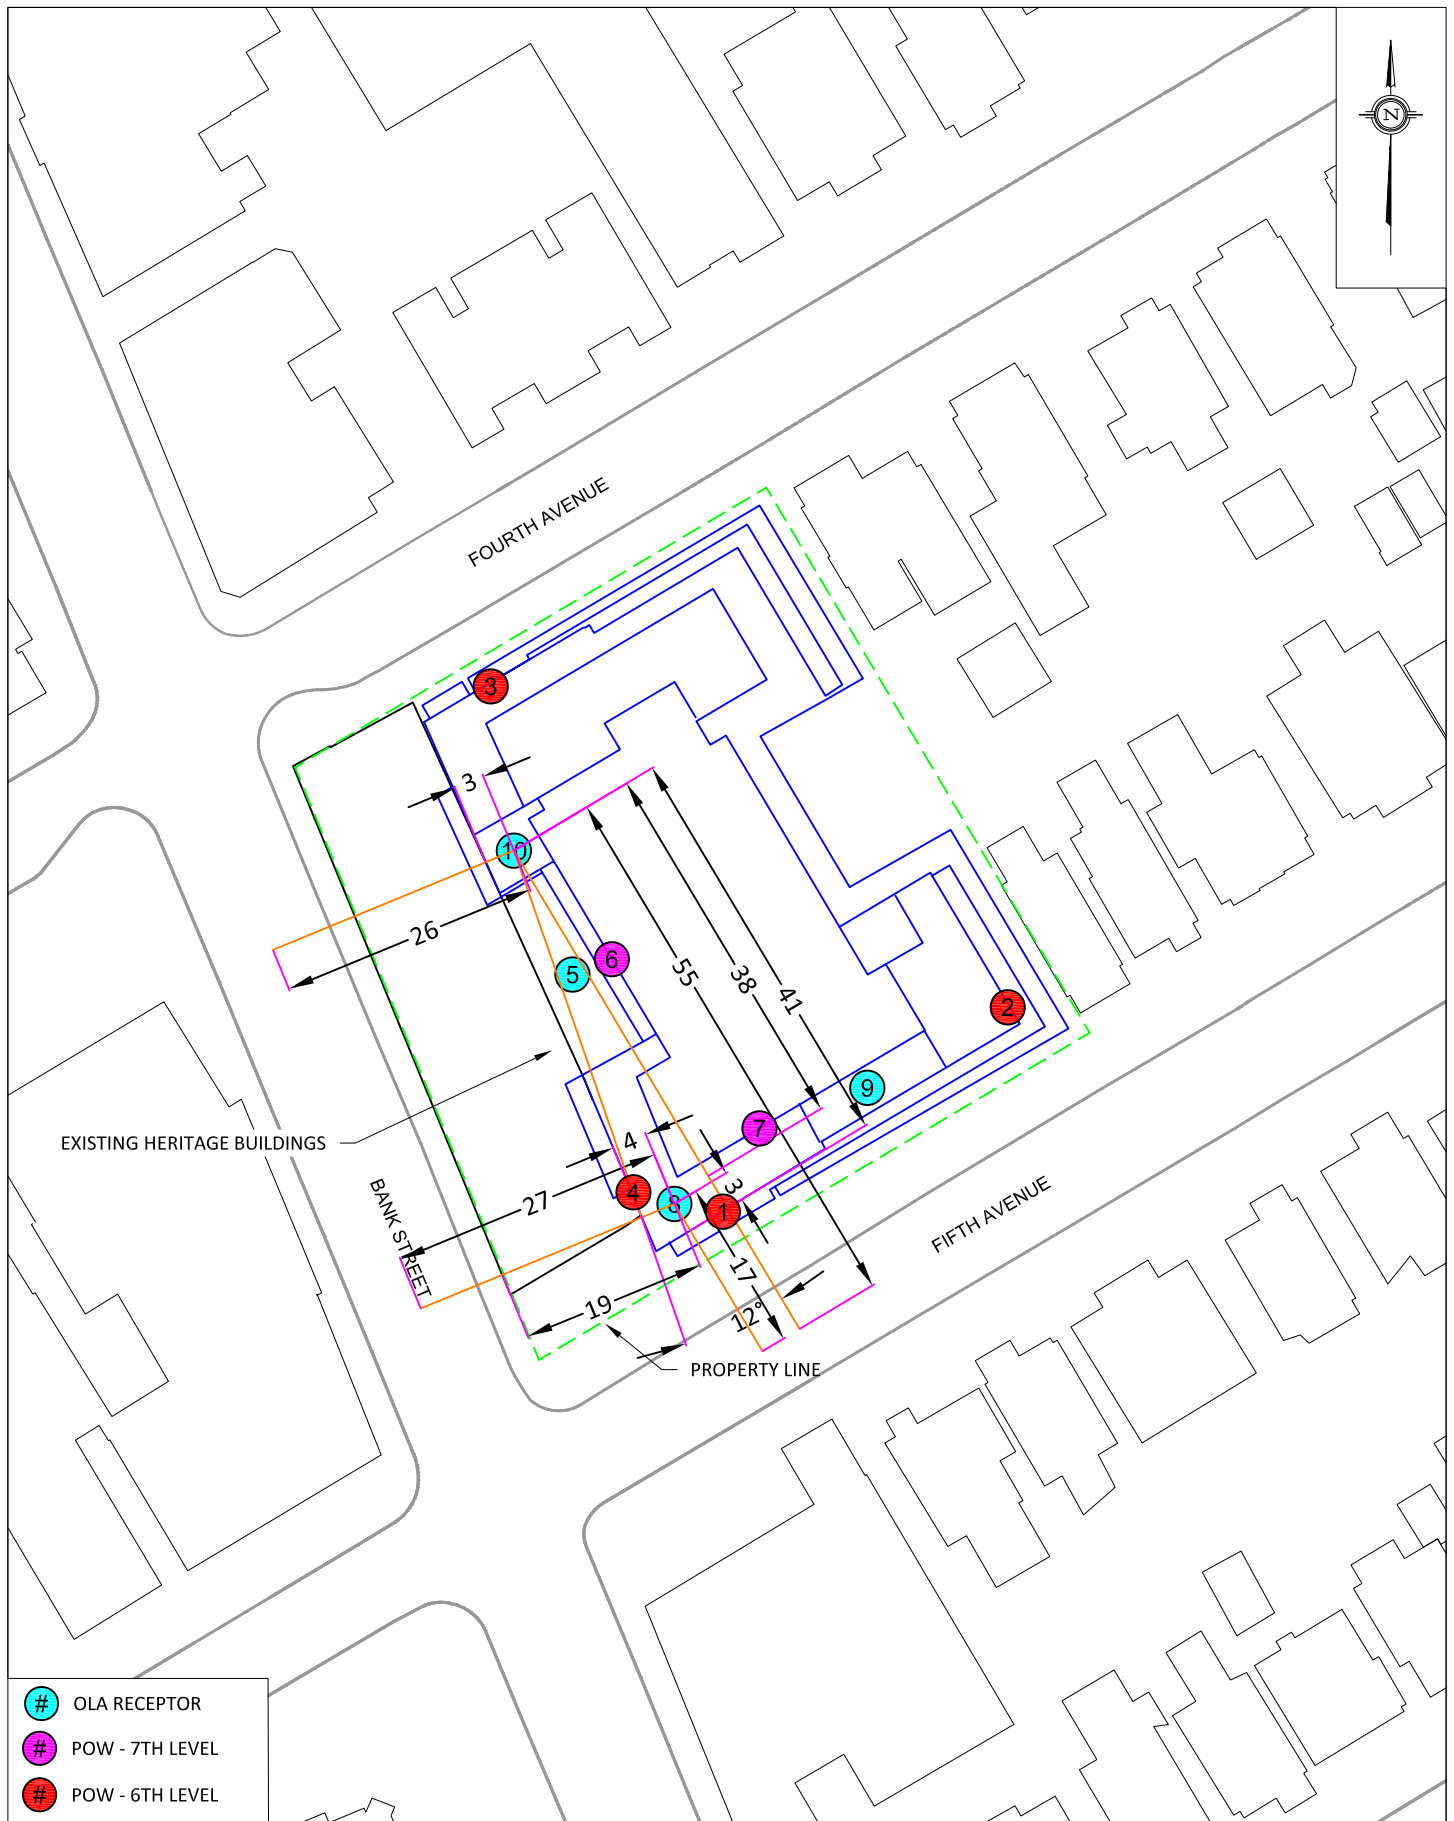 N
FOURTH AVENUE
3
3
10
26
6
5
55
38
41
2
9
EXISTING HERITAGE BUILDINGS
7
4
3
4
27
8
1
BANK STREET
FIFTH AVENUE
17
19
12°
PROPERTY LINE
# OLA RECEPTOR
# POW - 7TH LEVEL
# POW - 6TH LEVEL